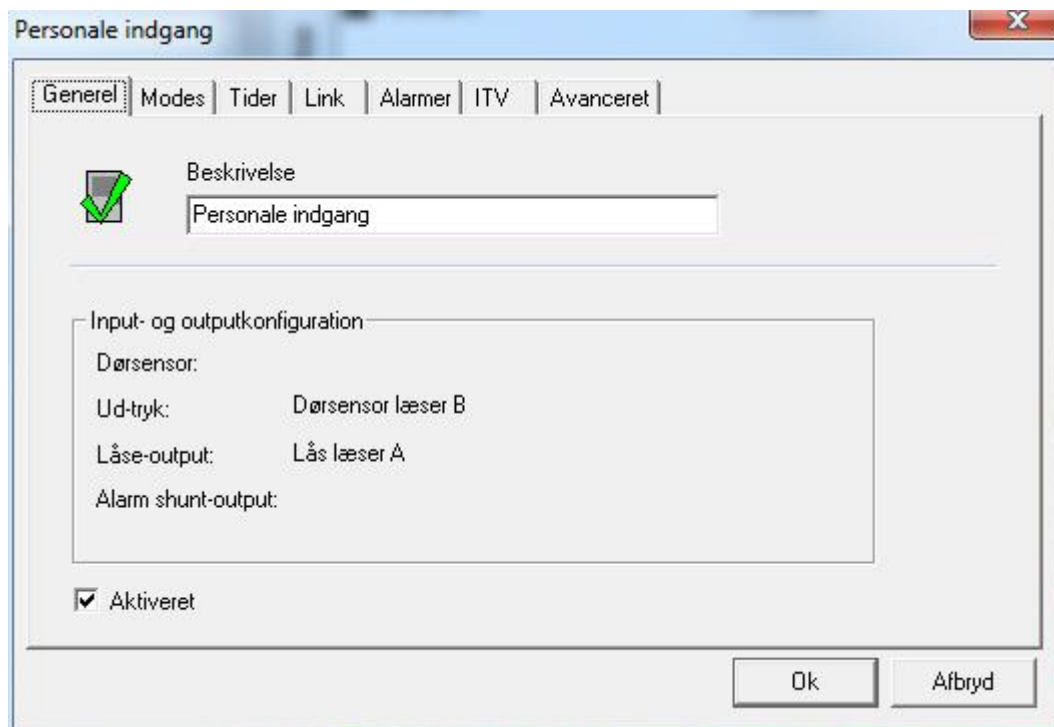 Personale indgang
Generel Modes Tider Link Alarmer ITV Avanceret
Beskrivelse
Personale indgang
Input- og outputkonfiguration
Dørsensor:
Ud-tryk: Dørsensor læser B
Låse-output: Lås læser A
Alarm shunt-output:
Aktiveret
Ok Afbryd